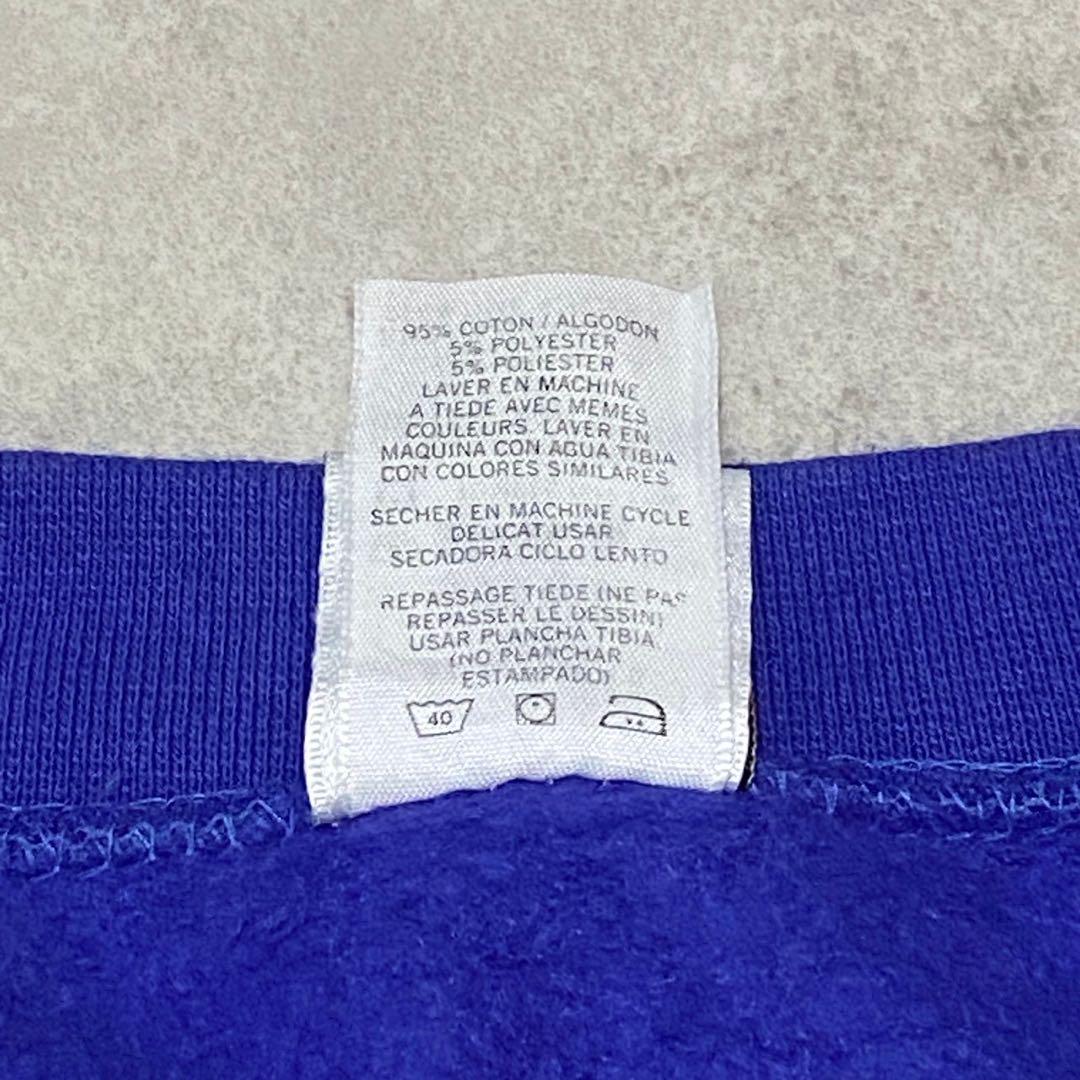 95% COTON / ALGODON
5% POLYESTER
5% POLIESTER
LAVER EN MACHINE
A TIEDE AVEC MEMES
COULEURS. LAVER EN
MAQUINA CON AGUA TIBIA
CON COLORES SIMILARES
SECHER EN MACHINE CYCLE
DELICAT USAR
SECADORA CICLO LENTO
REPASSAGE TIEDE (NE PAS
REPASSER LE DESSIN)
USAR PLANCHA TIBIA
(NO PLANCHAR
ESTAMPADO)
40